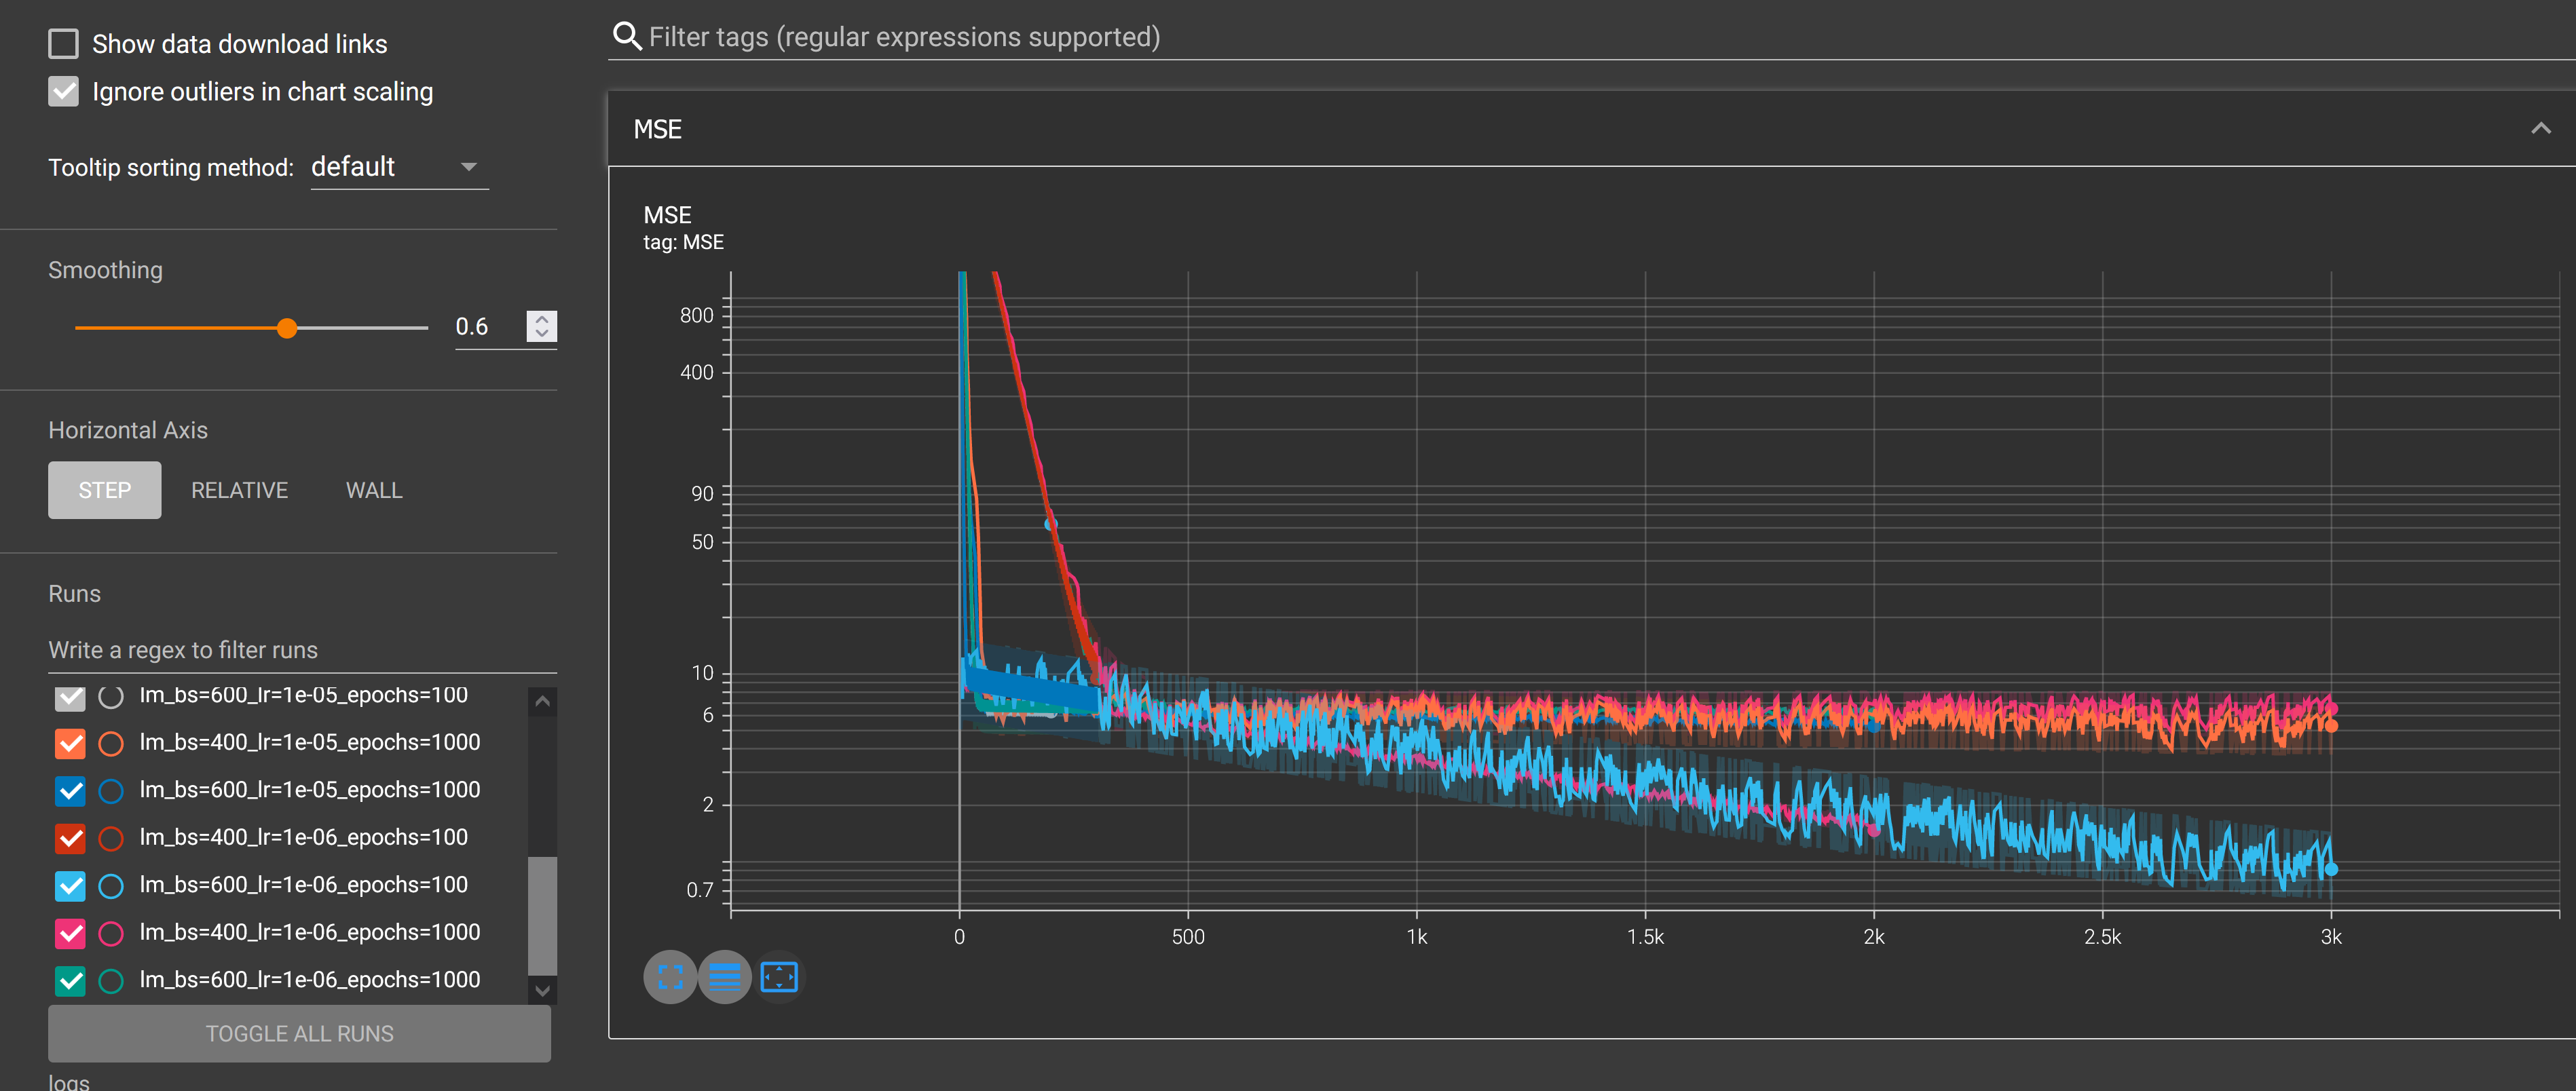 Show data download links
Ignore outliers in chart scaling
Tooltip sorting method: default
Smoothing
0.6
Horizontal Axis
STEP RELATIVE WALL
Runs
Write a regex to filter runs
lm_bs=600_lr=1e-05_epochs=100
lm_bs=400_lr=1e-05_epochs=1000
lm_bs=600_lr=1e-05_epochs=1000
lm_bs=400_lr=1e-06_epochs=100
lm_bs=600_lr=1e-06_epochs=100
lm_bs=400_lr=1e-06_epochs=1000
lm_bs=600_lr=1e-06_epochs=1000
TOGGLE ALL RUNS
logs
Filter tags (regular expressions supported)
MSE
MSE
tag: MSE
800
400
90
50
10
6
2
0.7
0 500 1k 1.5k 2k 2.5k 3k